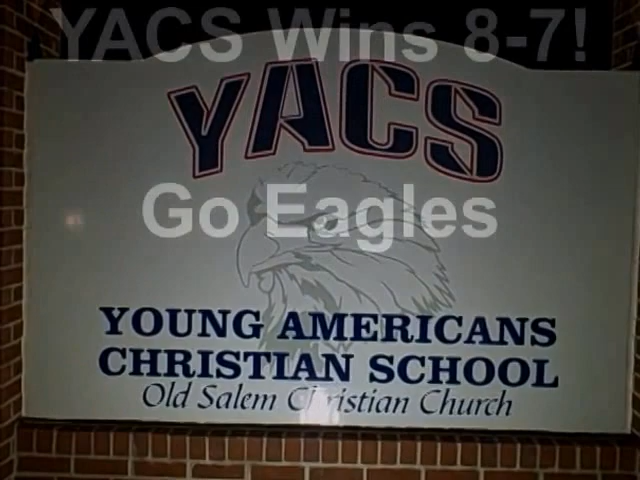 YACS Wins 8-7!
YACS
Go Eagles
YOUNG AMERICANS
CHRISTIAN SCHOOL
Old Salem Christian Church